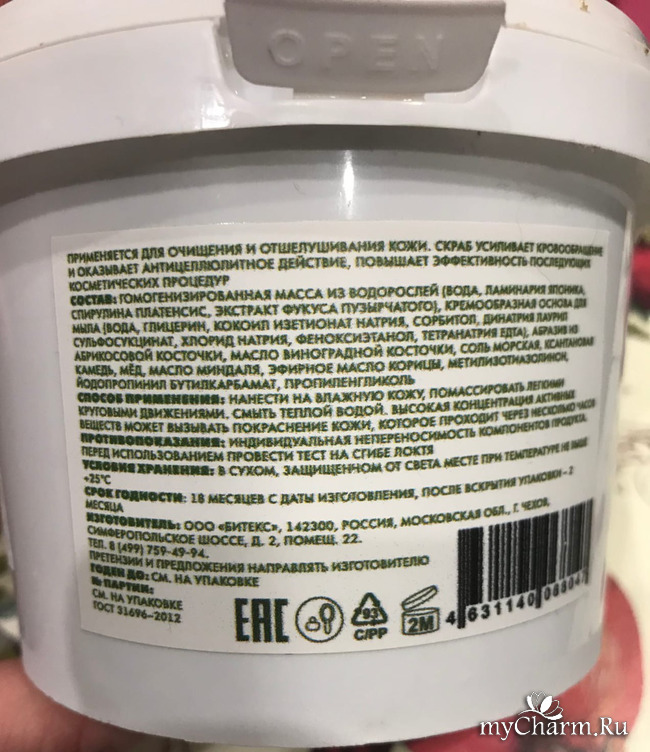 OPEN
ПРИМЕНЯЕТСЯ ДЛЯ ОЧИЩЕНИЯ И ОТШЕЛУШИВАНИЯ КОЖИ. СКРАБ УСИЛИВАЕТ КРОВООБРАЩЕНИЕ
И ОКАЗЫВАЕТ АНТИЦЕЛЛЮЛИТНОЕ ДЕЙСТВИЕ, ПОВЫШАЕТ ЭФФЕКТИВНОСТЬ ПОСЛЕДУЮЩИХ
КОСМЕТИЧЕСКИХ ПРОЦЕДУР
СОСТАВ: ГОМОГЕНИЗИРОВАННАЯ МАССА ИЗ ВОДОРОСЛЕЙ (ВОДА, ЛАМИНАРИЯ ЯПОНИКА,
СПИРУЛИНА ПЛАТЕНСИС, ЭКСТРАКТ ФУКУСА ПУЗЫРЧАТОГО), КРЕМООБРАЗНАЯ ОСНОВА ДЛЯ
МЫЛА (ВОДА, ГЛИЦЕРИН, КОКОИЛ ИЗЕТИОНАТ НАТРИЯ, СОРБИТОЛ, ДИНАТРИЯ ЛАУРИЛ
СУЛЬФОСУКЦИНАТ, ХЛОРИД НАТРИЯ, ФЕНОКСИЭТАНОЛ, ТЕТРАНАТРИЯ ЕДТА), АБРАЗИВ ИЗ
АБРИКОСОВОЙ КОСТОЧКИ, МАСЛО ВИНОГРАДНОЙ КОСТОЧКИ, СОЛЬ МОРСКАЯ, КСАНТАНОВАЯ
КАМЕДЬ, МЁД, МАСЛО МИНДАЛЯ, ЭФИРНОЕ МАСЛО КОРИЦЫ, МЕТИЛИЗОТИАЗОЛИНОН,
ЙОДОПРОПИНИЛ БУТИЛКАРБАМАТ, ПРОПИЛЕНГЛИКОЛЬ
СПОСОБ ПРИМЕНЕНИЯ: НАНЕСТИ НА ВЛАЖНУЮ КОЖУ, ПОМАССИРОВАТЬ ЛЕГКИМИ
КРУГОВЫМИ ДВИЖЕНИЯМИ. СМЫТЬ ТЕПЛОЙ ВОДОЙ. ВЫСОКАЯ КОНЦЕНТРАЦИЯ АКТИВНЫХ
ВЕЩЕСТВ МОЖЕТ ВЫЗЫВАТЬ ПОКРАСНЕНИЕ КОЖИ, КОТОРОЕ ПРОХОДИТ ЧЕРЕЗ НЕСКОЛЬКО ЧАСОВ
ПРОТИВОПОКАЗАНИЯ: ИНДИВИДУАЛЬНАЯ НЕПЕРЕНОСИМОСТЬ КОМПОНЕНТОВ ПРОДУКТА.
ПЕРЕД ИСПОЛЬЗОВАНИЕМ ПРОВЕСТИ ТЕСТ НА СГИБЕ ЛОКТЯ
УСЛОВИЯ ХРАНЕНИЯ: В СУХОМ, ЗАЩИЩЕННОМ ОТ СВЕТА МЕСТЕ ПРИ ТЕМПЕРАТУРЕ НЕ ВЫШЕ
+25°С
СРОК ГОДНОСТИ: 18 МЕСЯЦЕВ С ДАТЫ ИЗГОТОВЛЕНИЯ, ПОСЛЕ ВСКРЫТИЯ УПАКОВКИ – 2
МЕСЯЦА
ИЗГОТОВИТЕЛЬ: ООО «БИТЕКС», 142300, РОССИЯ, МОСКОВСКАЯ ОБЛ., Г. ЧЕХОВ,
СИМФЕРОПОЛЬСКОЕ ШОССЕ, Д. 2, ПОМЕЩ. 22.
ТЕЛ. 8 (499) 759-49-94.
ПРЕТЕНЗИИ И ПРЕДЛОЖЕНИЯ НАПРАВЛЯТЬ ИЗГОТОВИТЕЛЮ
ГОДЕН ДО: СМ. НА УПАКОВКЕ
№ ПАРТИИ:
СМ. НА УПАКОВКЕ
ГОСТ 31696-2012
EAC
93
C/PP
2M
4 631140
myCharm.Ru